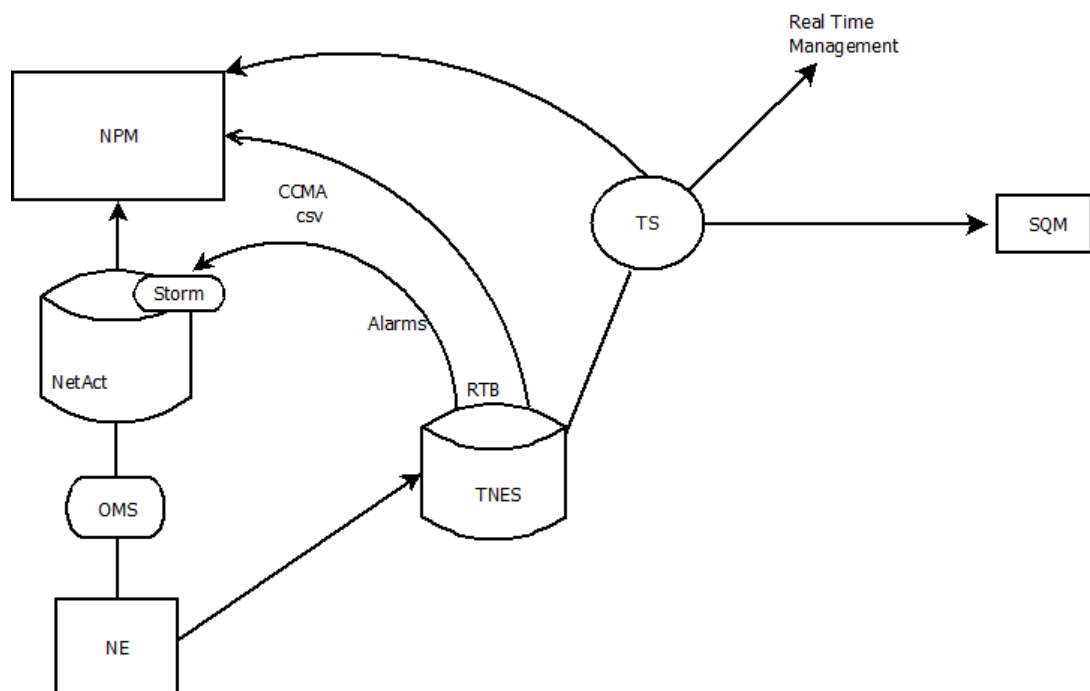 Real Time
Management
NPM
CCMA
csv
TS
SQM
Storm
Alarms
NetAct
RTB
TNES
OMS
NE